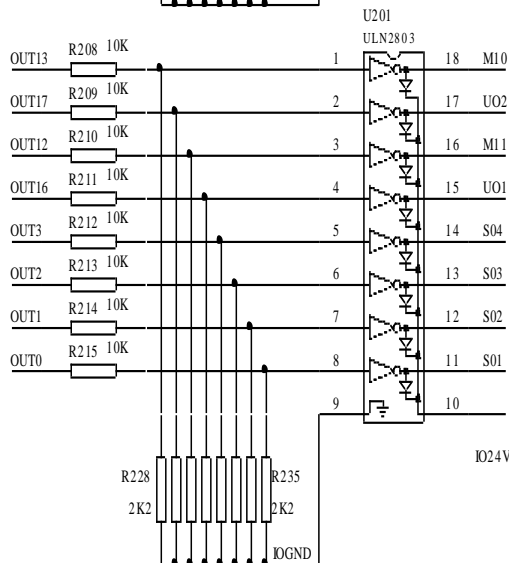 U201
ULN2803
OUT13 R208 10K 1 18 M10
OUT17 R209 10K 2 17 UO2
OUT12 R210 10K 3 16 M11
OUT16 R211 10K 4 15 UO1
OUT3 R212 10K 5 14 S04
OUT2 R213 10K 6 13 S03
OUT1 R214 10K 7 12 S02
OUT0 R215 10K 8 11 S01
9 10
IO24V
R228 R235
2K2 2K2
IOGND